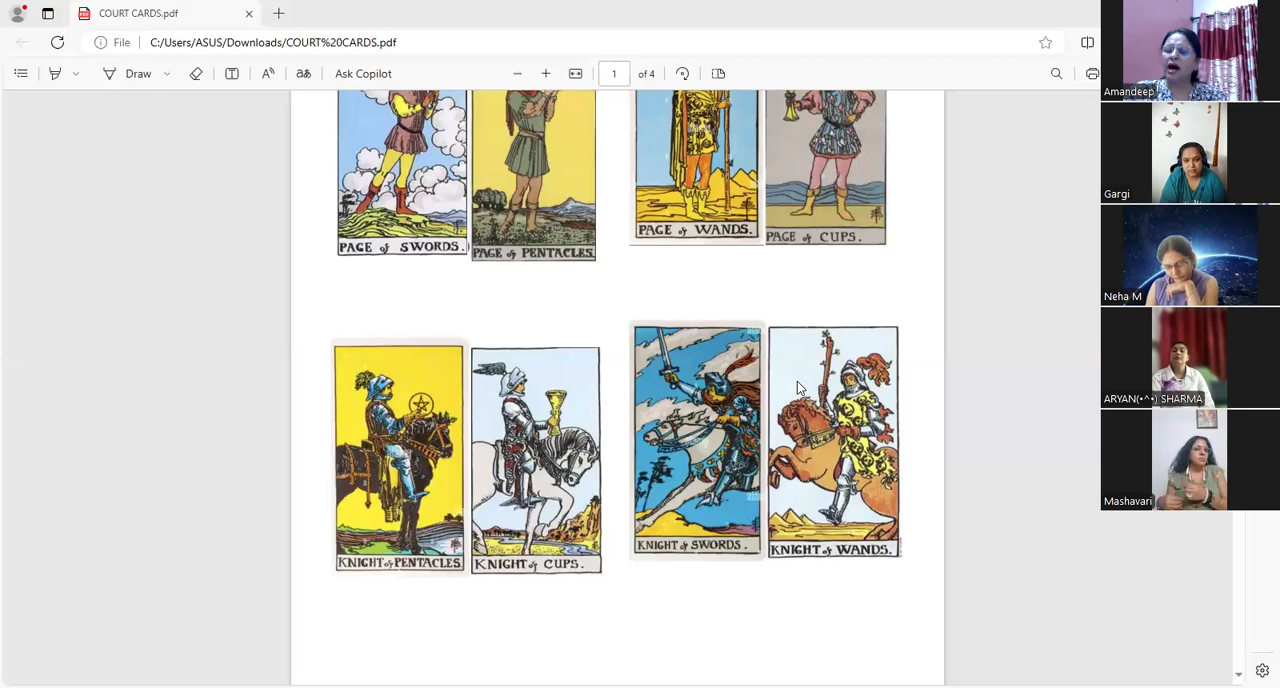 COURT CARDS.pdf
File C:/Users/ASUS/Downloads/COURT%20CARDS.pdf
Draw
Ask Copilot
1 of 4
PAGE of SWORDS.
PAGE of PENTACLES.
PAGE of WANDS.
PAGE of CUPS.
KNIGHT of PENTACLES.
KNIGHT of CUPS.
KNIGHT of SWORDS.
KNIGHT of WANDS.
Amandeep
Gargi
Neha M
ARYAN(•^•) SHARMA
Mashavari